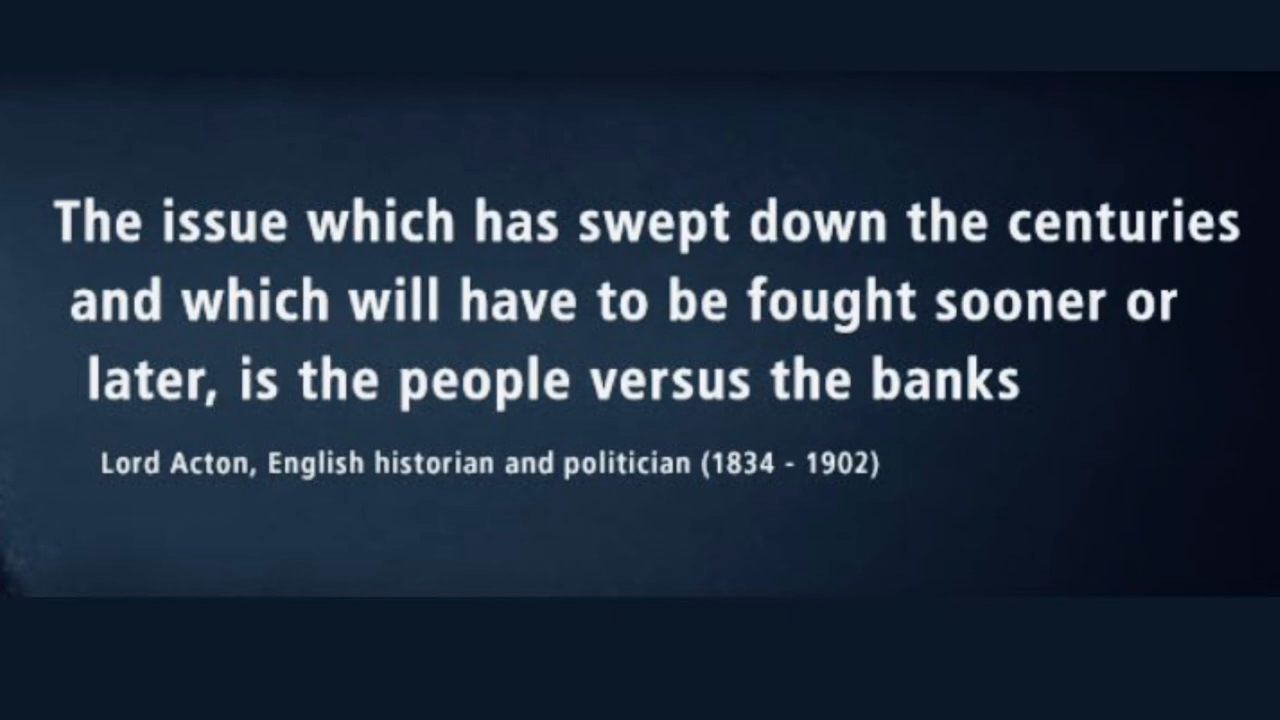 The issue which has swept down the centuries
and which will have to be fought sooner or
later, is the people versus the banks
Lord Acton, English historian and politician (1834 - 1902)